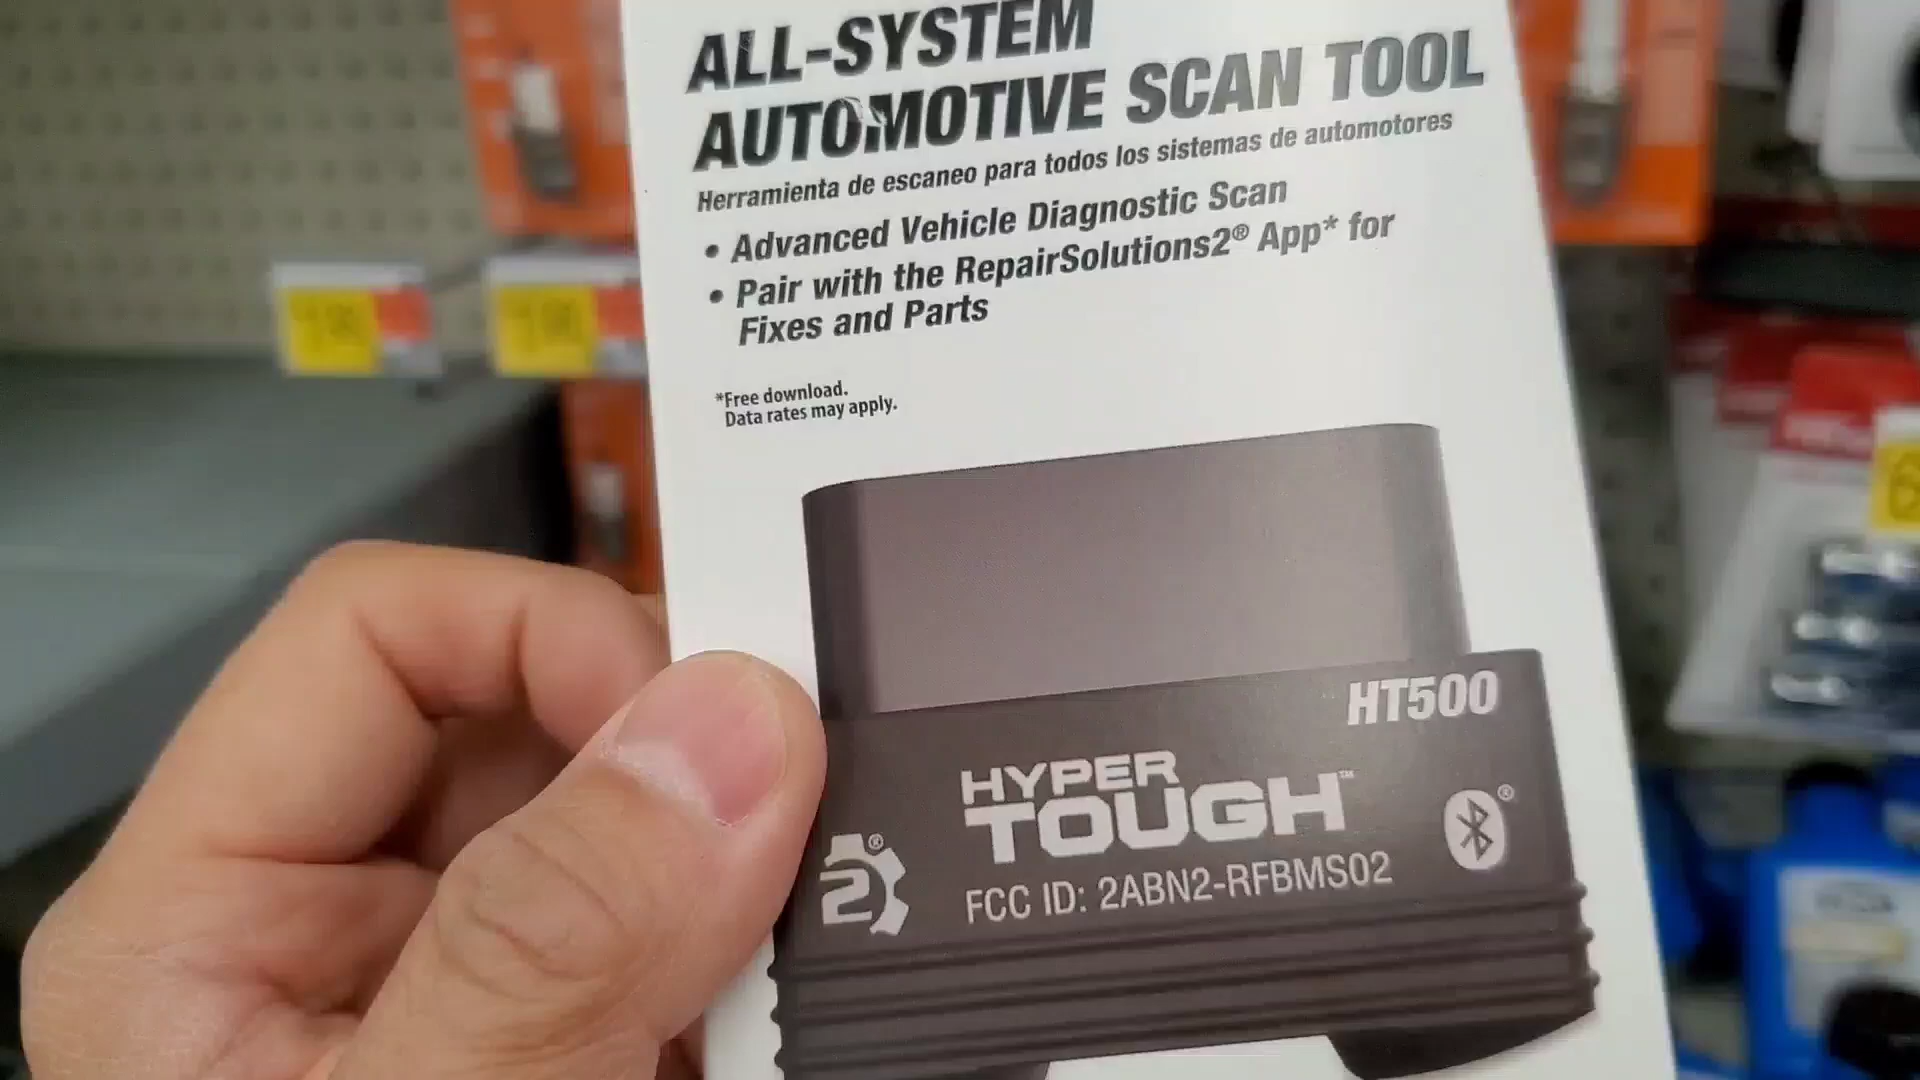 ALL-SYSTEM
AUTOMOTIVE SCAN TOOL
Herramienta de escaneo para todos los sistemas de automotores
• Advanced Vehicle Diagnostic Scan
• Pair with the RepairSolutions2® App* for
Fixes and Parts
*Free download.
Data rates may apply.
HT500
HYPER
TOUGH™
2®
FCC ID: 2ABN2-RFBMS02